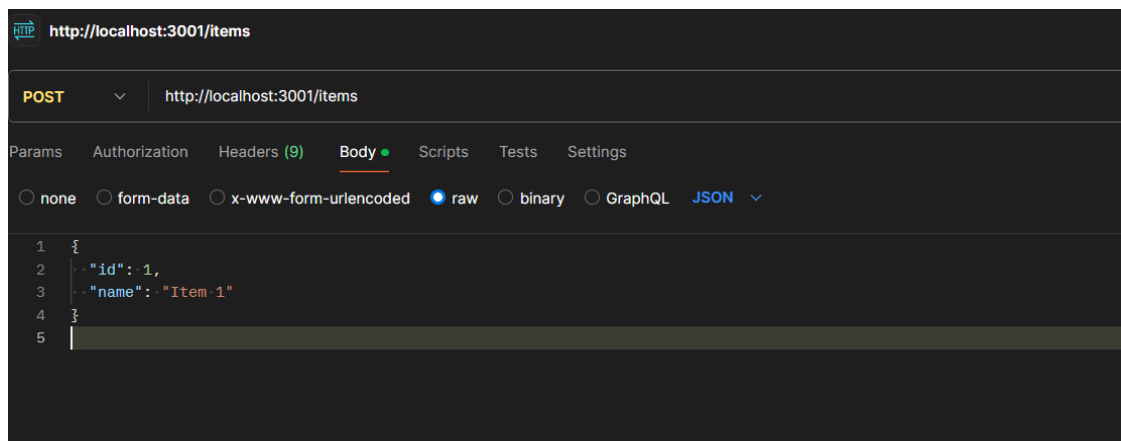 HTTP http://localhost:3001/items
POST http://localhost:3001/items
Params Authorization Headers (9) Body Scripts Tests Settings
none form-data x-www-form-urlencoded raw binary GraphQL JSON
1 {
2 "id": 1,
3 "name": "Item 1"
4 }
5